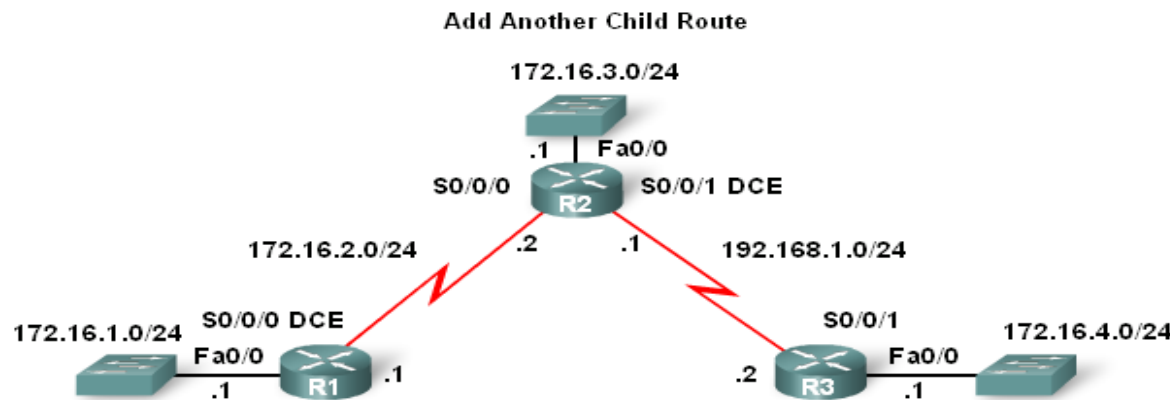 Add Another Child Route
172.16.3.0/24
.1 Fa0/0
S0/0/0 S0/0/1 DCE
R2
.2 .1
172.16.2.0/24 192.168.1.0/24
172.16.1.0/24 S0/0/0 DCE S0/0/1 172.16.4.0/24
Fa0/0 Fa0/0
R1 .1 .2 R3
.1 .1